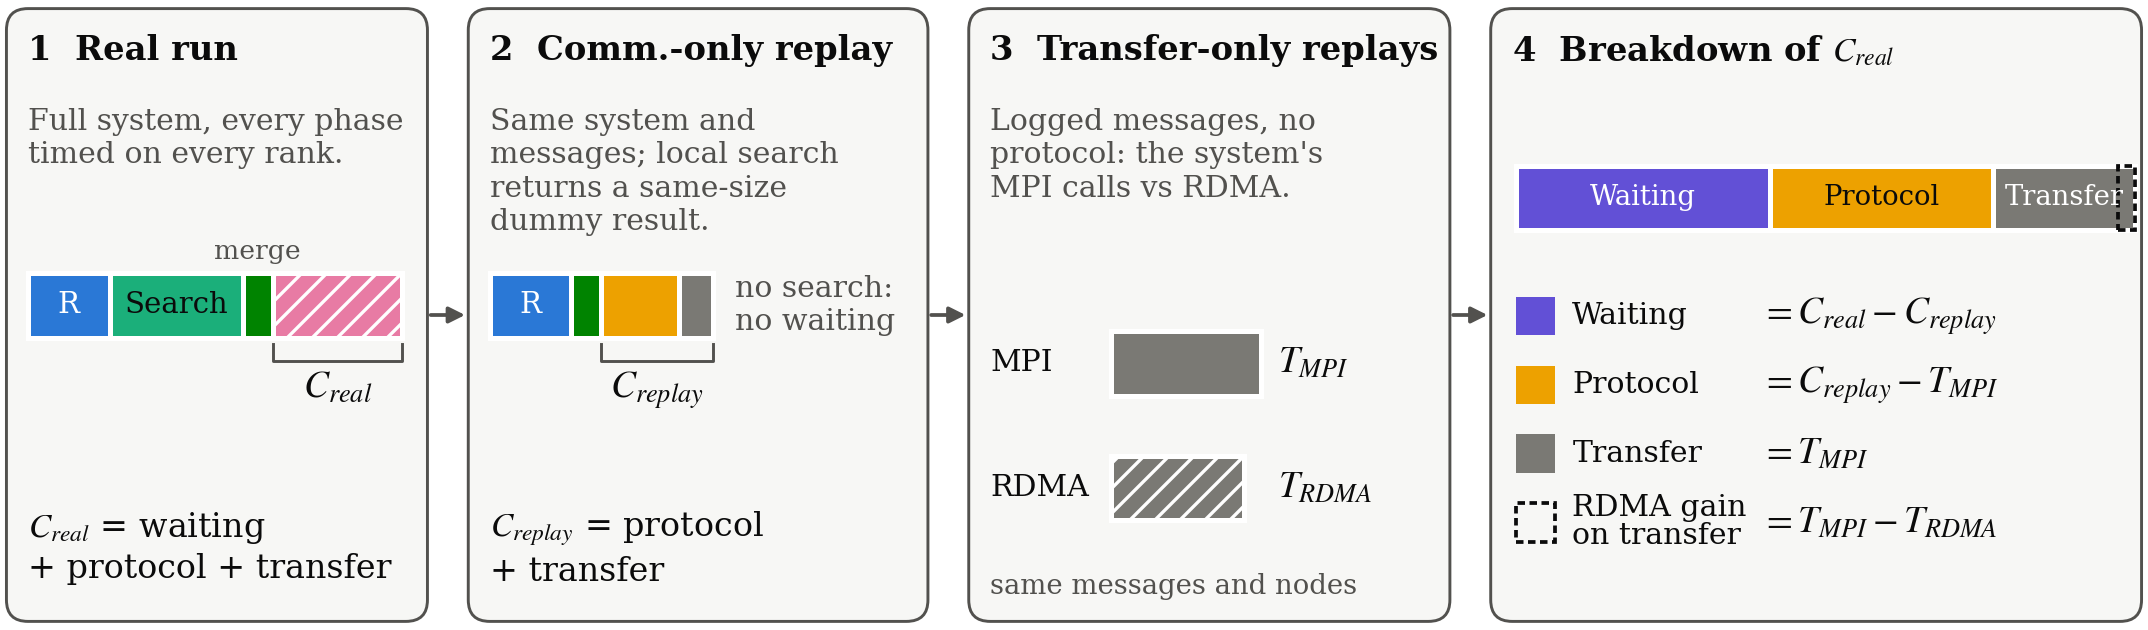 1 Real run
Full system, every phase
timed on every rank.
merge
R
Search
C_real
C_real = waiting
+ protocol + transfer
2 Comm.-only replay
Same system and
messages; local search
returns a same-size
dummy result.
R
no search:
no waiting
C_replay
C_replay = protocol
+ transfer
3 Transfer-only replays
Logged messages, no
protocol: the system's
MPI calls vs RDMA.
MPI T_MPI
RDMA T_RDMA
same messages and nodes
4 Breakdown of C_real
Waiting Protocol Transfer
Waiting = C_real − C_replay
Protocol = C_replay − T_MPI
Transfer = T_MPI
RDMA gain
on transfer = T_MPI − T_RDMA